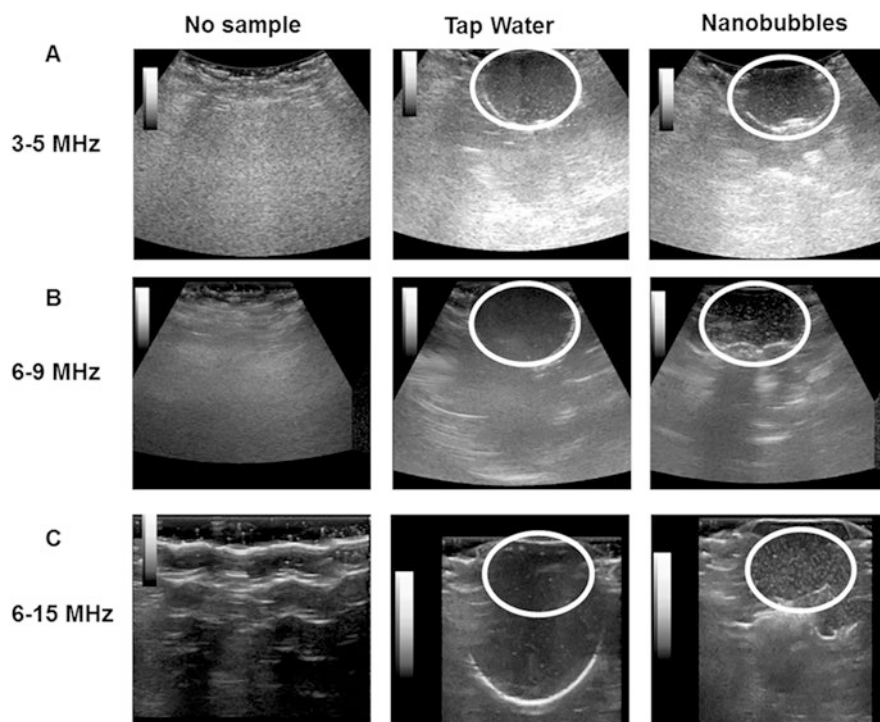 No sample
Tap Water
Nanobubbles
A
3-5 MHz
B
6-9 MHz
C
6-15 MHz